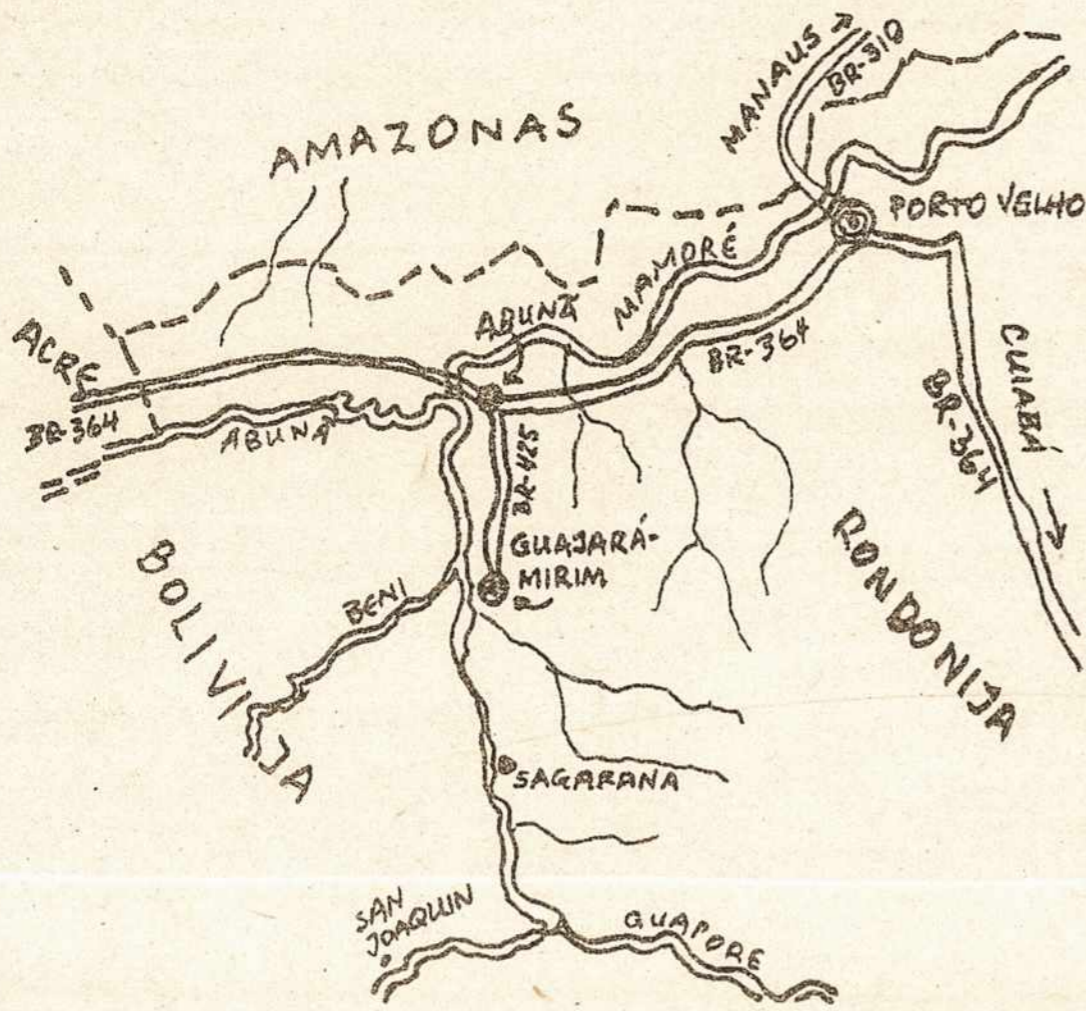 MANAUS
BR-310
AMAZONAS
PORTO VELHO
MAMORÉ
ABUNÃ
ACRE
BR-364
BR-364
ABUNÃ
BR-425
CUIABÁ
BR-364
GUAJARÁ-
MIRIM
BOLIVIJA
BENI
RONDONIJA
SAGARANA
SAN
JOAQUIN
GUAPORE